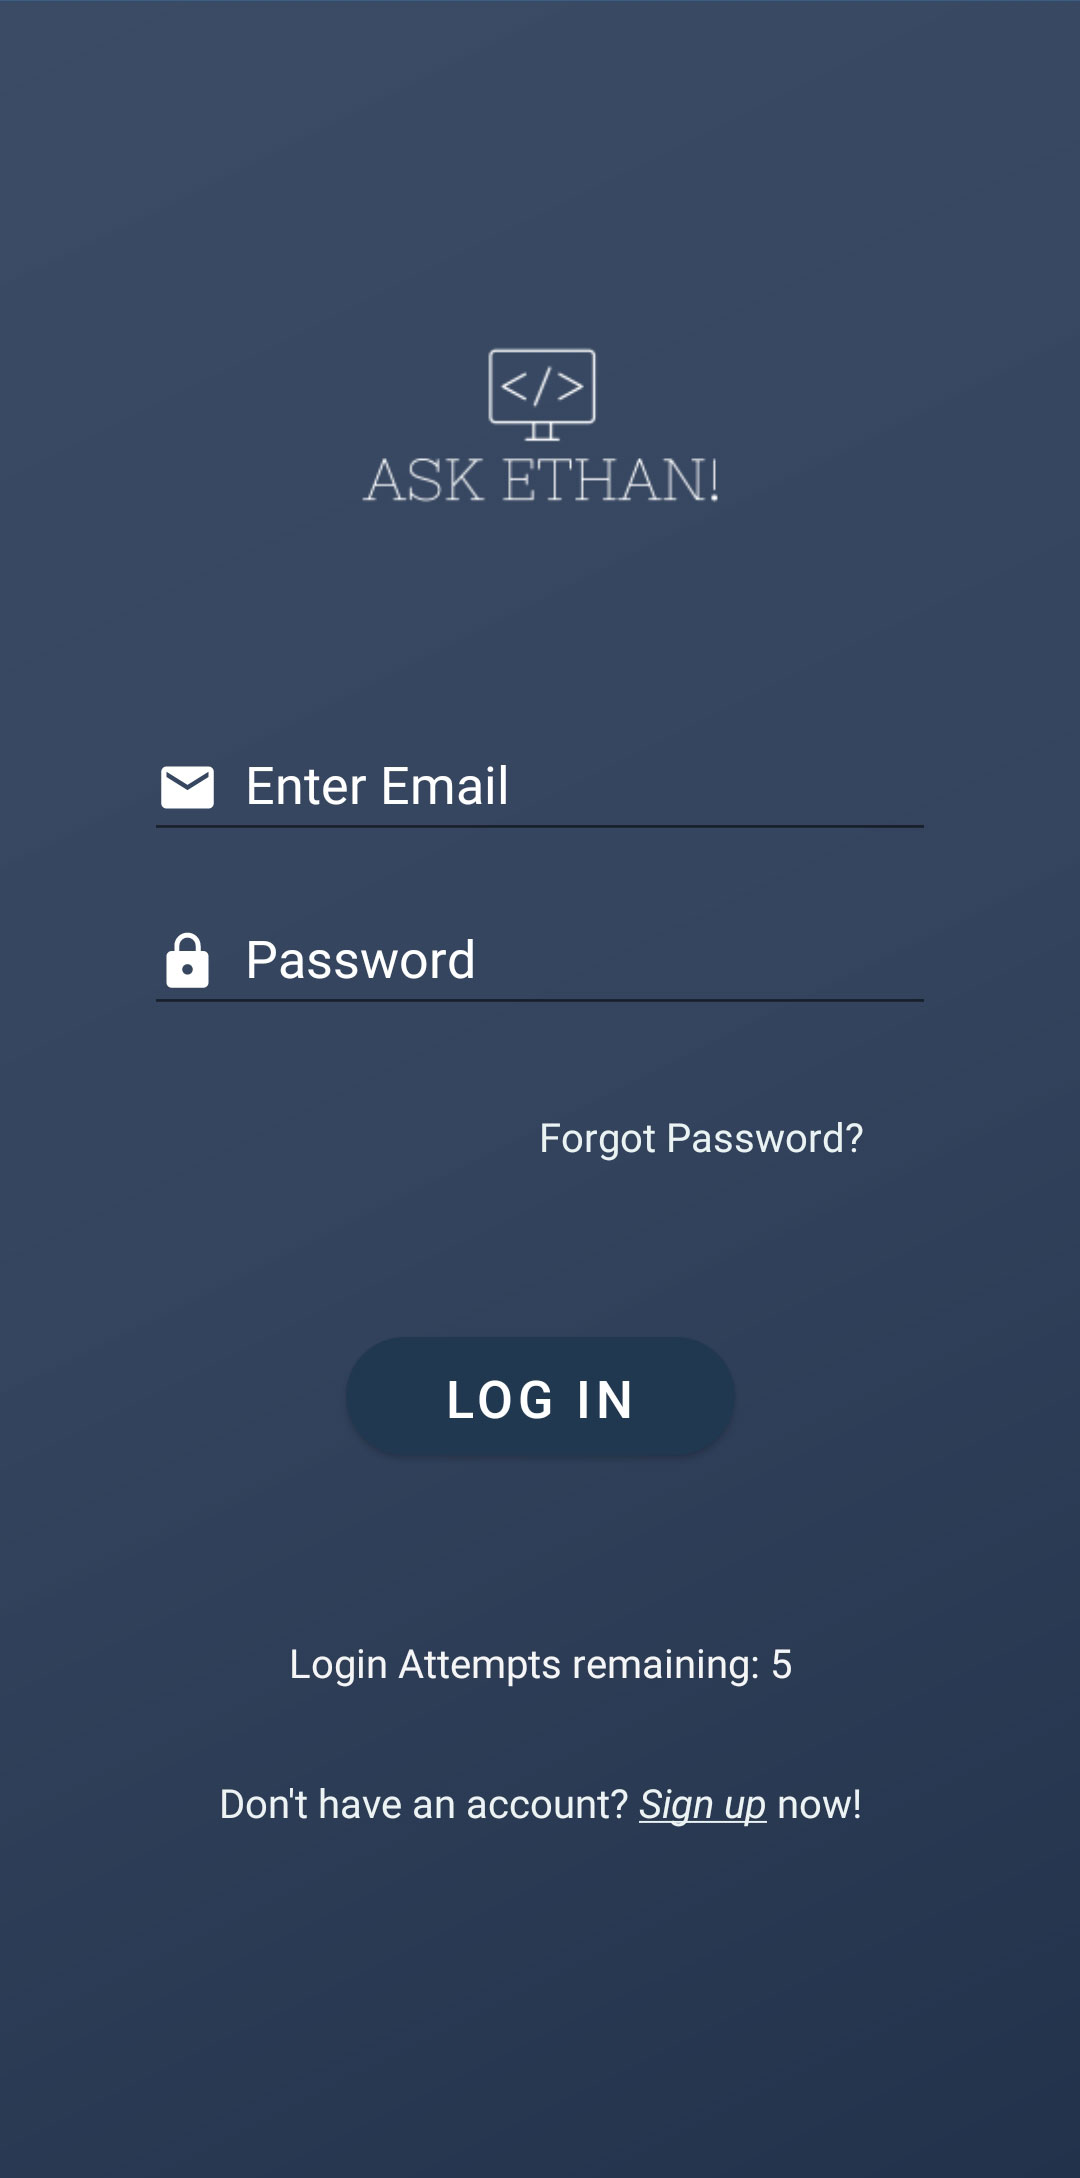 </>
ASK ETHAN!
Enter Email
Password
Forgot Password?
LOG IN
Login Attempts remaining: 5
Don't have an account? Sign up now!